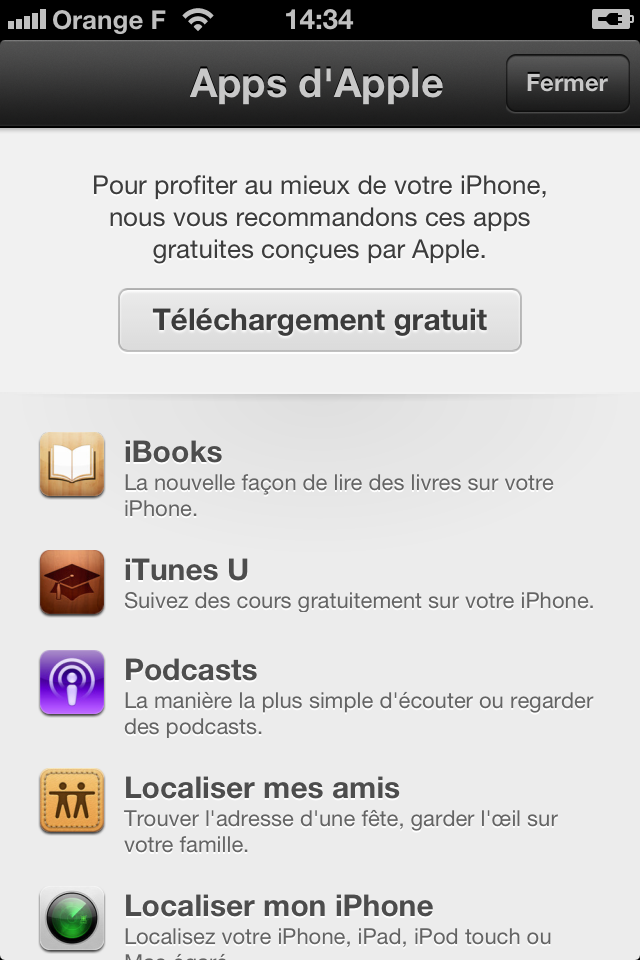 Orange F 14:34
Apps d'Apple
Fermer
Pour profiter au mieux de votre iPhone,
nous vous recommandons ces apps
gratuites conçues par Apple.
Téléchargement gratuit
iBooks
La nouvelle façon de lire des livres sur votre
iPhone.
iTunes U
Suivez des cours gratuitement sur votre iPhone.
Podcasts
La manière la plus simple d'écouter ou regarder
des podcasts.
Localiser mes amis
Trouver l'adresse d'une fête, garder l'œil sur
votre famille.
Localiser mon iPhone
Localisez votre iPhone, iPad, iPod touch ou
Mac égaré.